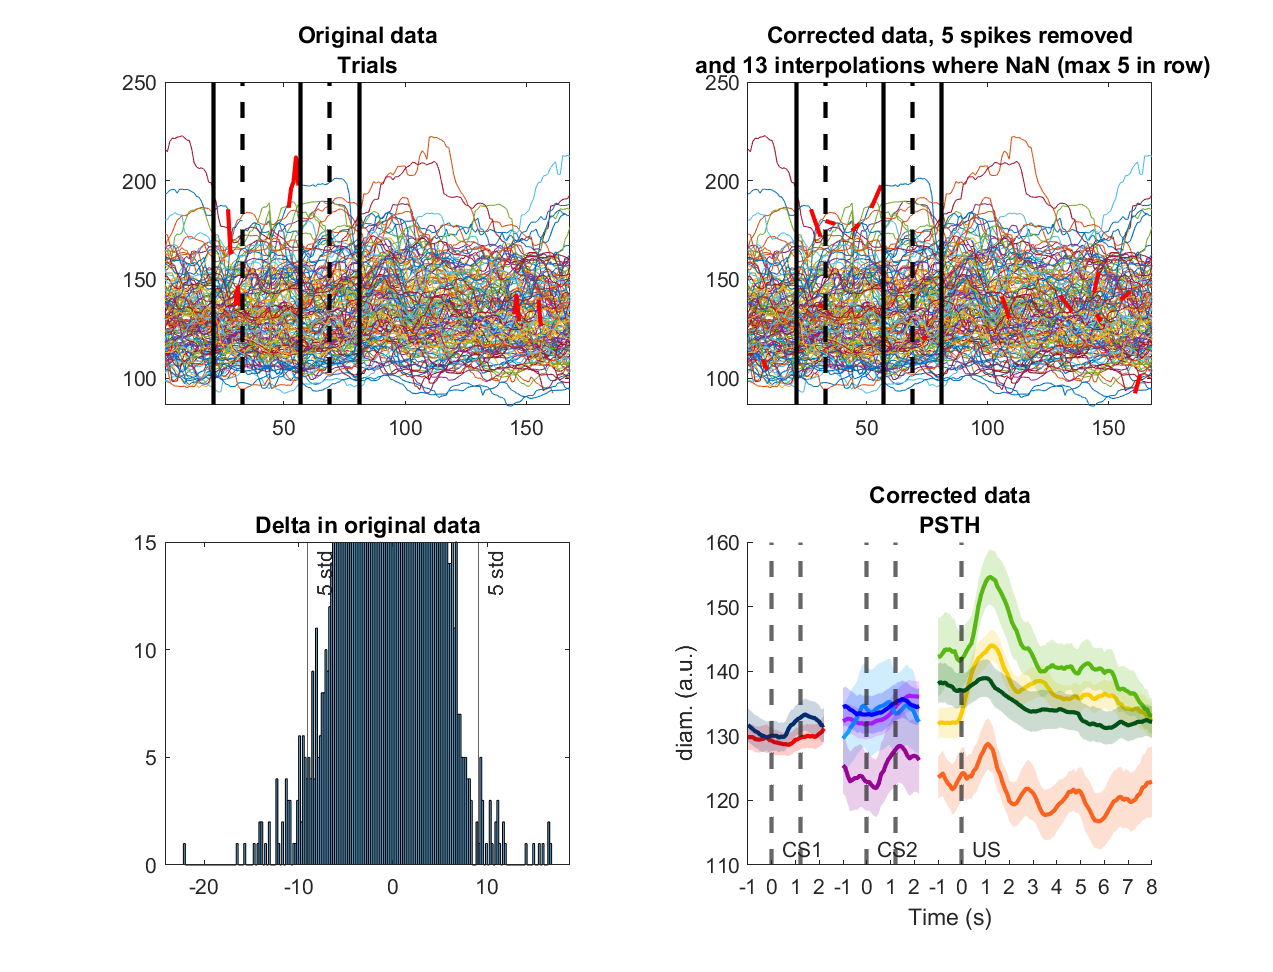 Original data
Trials
250
200
150
100
50
100
150
Corrected data, 5 spikes removed
and 13 interpolations where NaN (max 5 in row)
250
200
150
100
50
100
150
Delta in original data
15
10
5
0
-20
-10
0
10
5 std
5 std
Corrected data
PSTH
160
150
140
130
120
110
diam. (a.u.)
CS1
CS2
US
-1 0 1 2 -1 0 1 2 -1 0 1 2 3 4 5 6 7 8
Time (s)